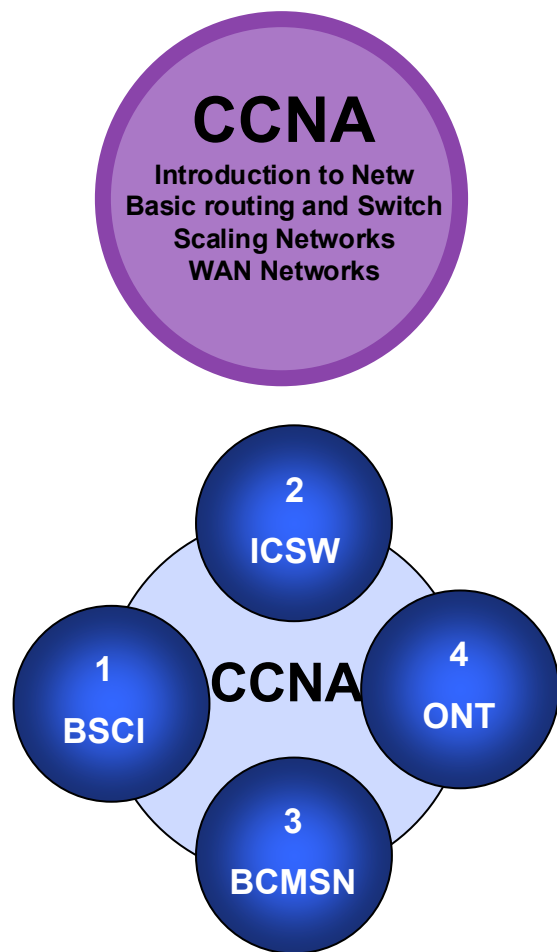 CCNA
Introduction to Netw
Basic routing and Switch
Scaling Networks
WAN Networks
2
ICSW
1
BSCI
CCNA
4
ONT
3
BCMSN